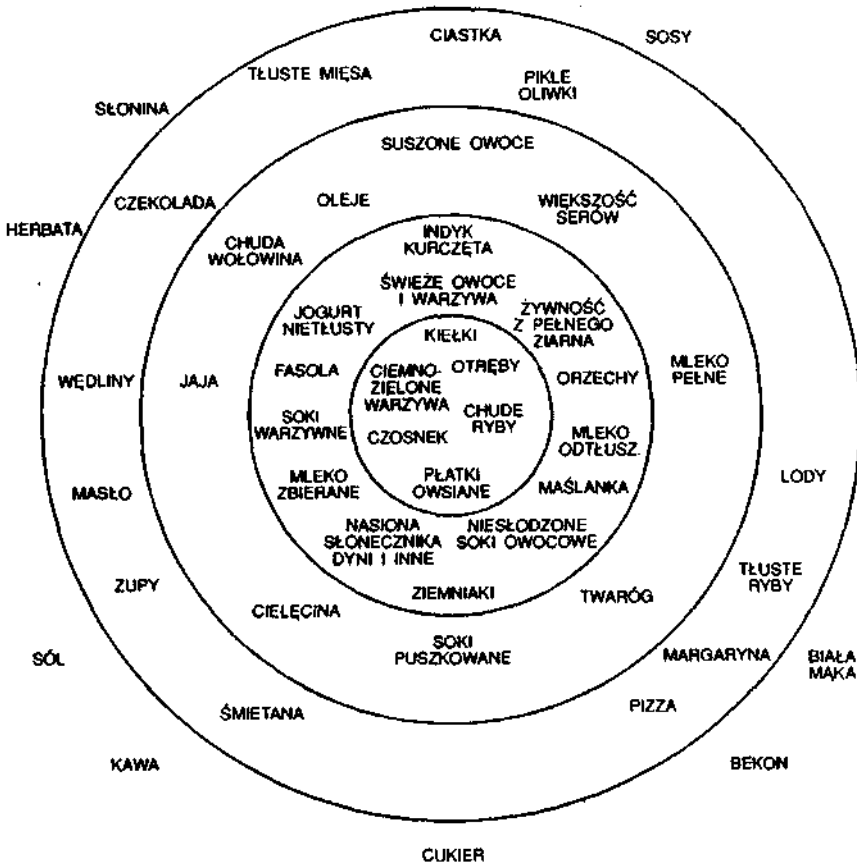 CIASTKA
SOSY
TŁUSTE MIĘSA
PIKLE
OLIWKI
SŁONINA
SUSZONE OWOCE
CZEKOLADA
OLEJE
WIĘKSZOŚĆ
SERÓW
HERBATA
CHUDA
WOŁOWINA
INDYK
KURCZĘTA
ŚWIEŻE OWOCE
I WARZYWA
JOGURT
NIETŁUSTY
ŻYWNOŚĆ
Z PEŁNEGO
ZIARNA
KIEŁKI
WĘDLINY
JAJA
FASOLA
CIEMNO-
ZIELONE
WARZYWA
OTRĘBY
ORZECHY
MLEKO
PEŁNE
SOKI
WARZYWNE
CHUDE
RYBY
CZOSNEK
MLEKO
ODTŁUSZ.
MASŁO
MLEKO
ZBIERANE
PŁATKI
OWSIANE
MAŚLANKA
LODY
NASIONA
SŁONECZNIKA
DYNI I INNE
NIESŁODZONE
SOKI OWOCOWE
ZUPY
CIELĘCINA
ZIEMNIAKI
TWARÓG
TŁUSTE
RYBY
SÓL
SOKI
PUSZKOWANE
MARGARYNA
BIAŁA
MĄKA
ŚMIETANA
PIZZA
KAWA
BEKON
CUKIER